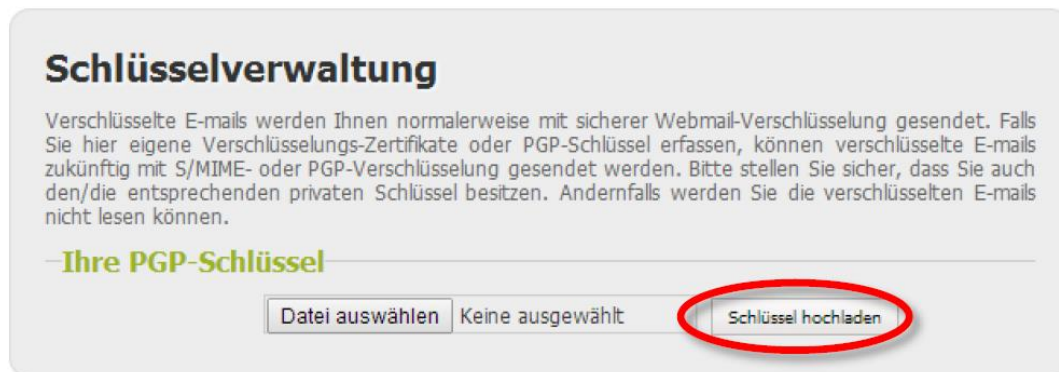 Schlüsselverwaltung
Verschlüsselte E-mails werden Ihnen normalerweise mit sicherer Webmail-Verschlüsselung gesendet. Falls
Sie hier eigene Verschlüsselungs-Zertifikate oder PGP-Schlüssel erfassen, können verschlüsselte E-mails
zukünftig mit S/MIME- oder PGP-Verschlüsselung gesendet werden. Bitte stellen Sie sicher, dass Sie auch
den/die entsprechenden privaten Schlüssel besitzen. Andernfalls werden Sie die verschlüsselten E-mails
nicht lesen können.
Ihre PGP-Schlüssel
Datei auswählen Keine ausgewählt Schlüssel hochladen